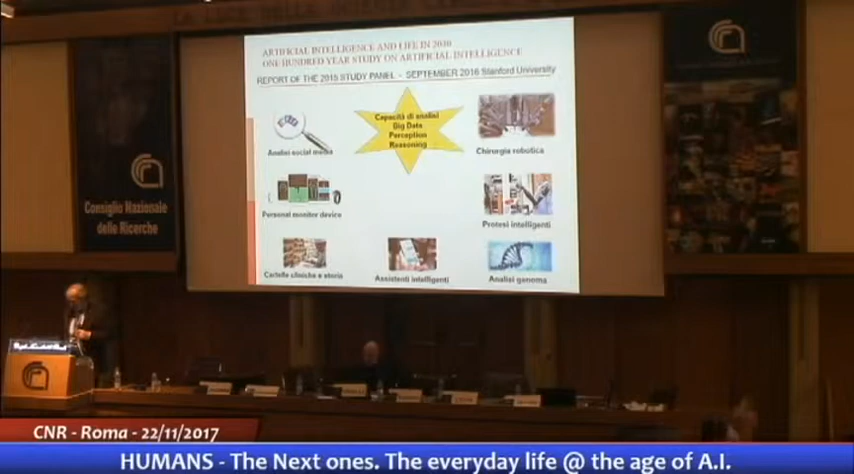 ARTIFICIAL INTELLIGENCE AND LIFE IN 2030
ONE HUNDRED YEAR STUDY ON ARTIFICIAL INTELLIGENCE
REPORT OF THE 2015 STUDY PANEL - SEPTEMBER 2016 Stanford University
Capacità di analisi
Big Data
Perception
Reasoning
Analisi social media
Chirurgia robotica
Personal monitor device
Protesi intelligenti
Cartelle cliniche e storia
Assistenti intelligenti
Analisi genoma
Consiglio Nazionale
delle Ricerche
CNR - Roma - 22/11/2017
HUMANS - The Next ones. The everyday life @ the age of A.I.